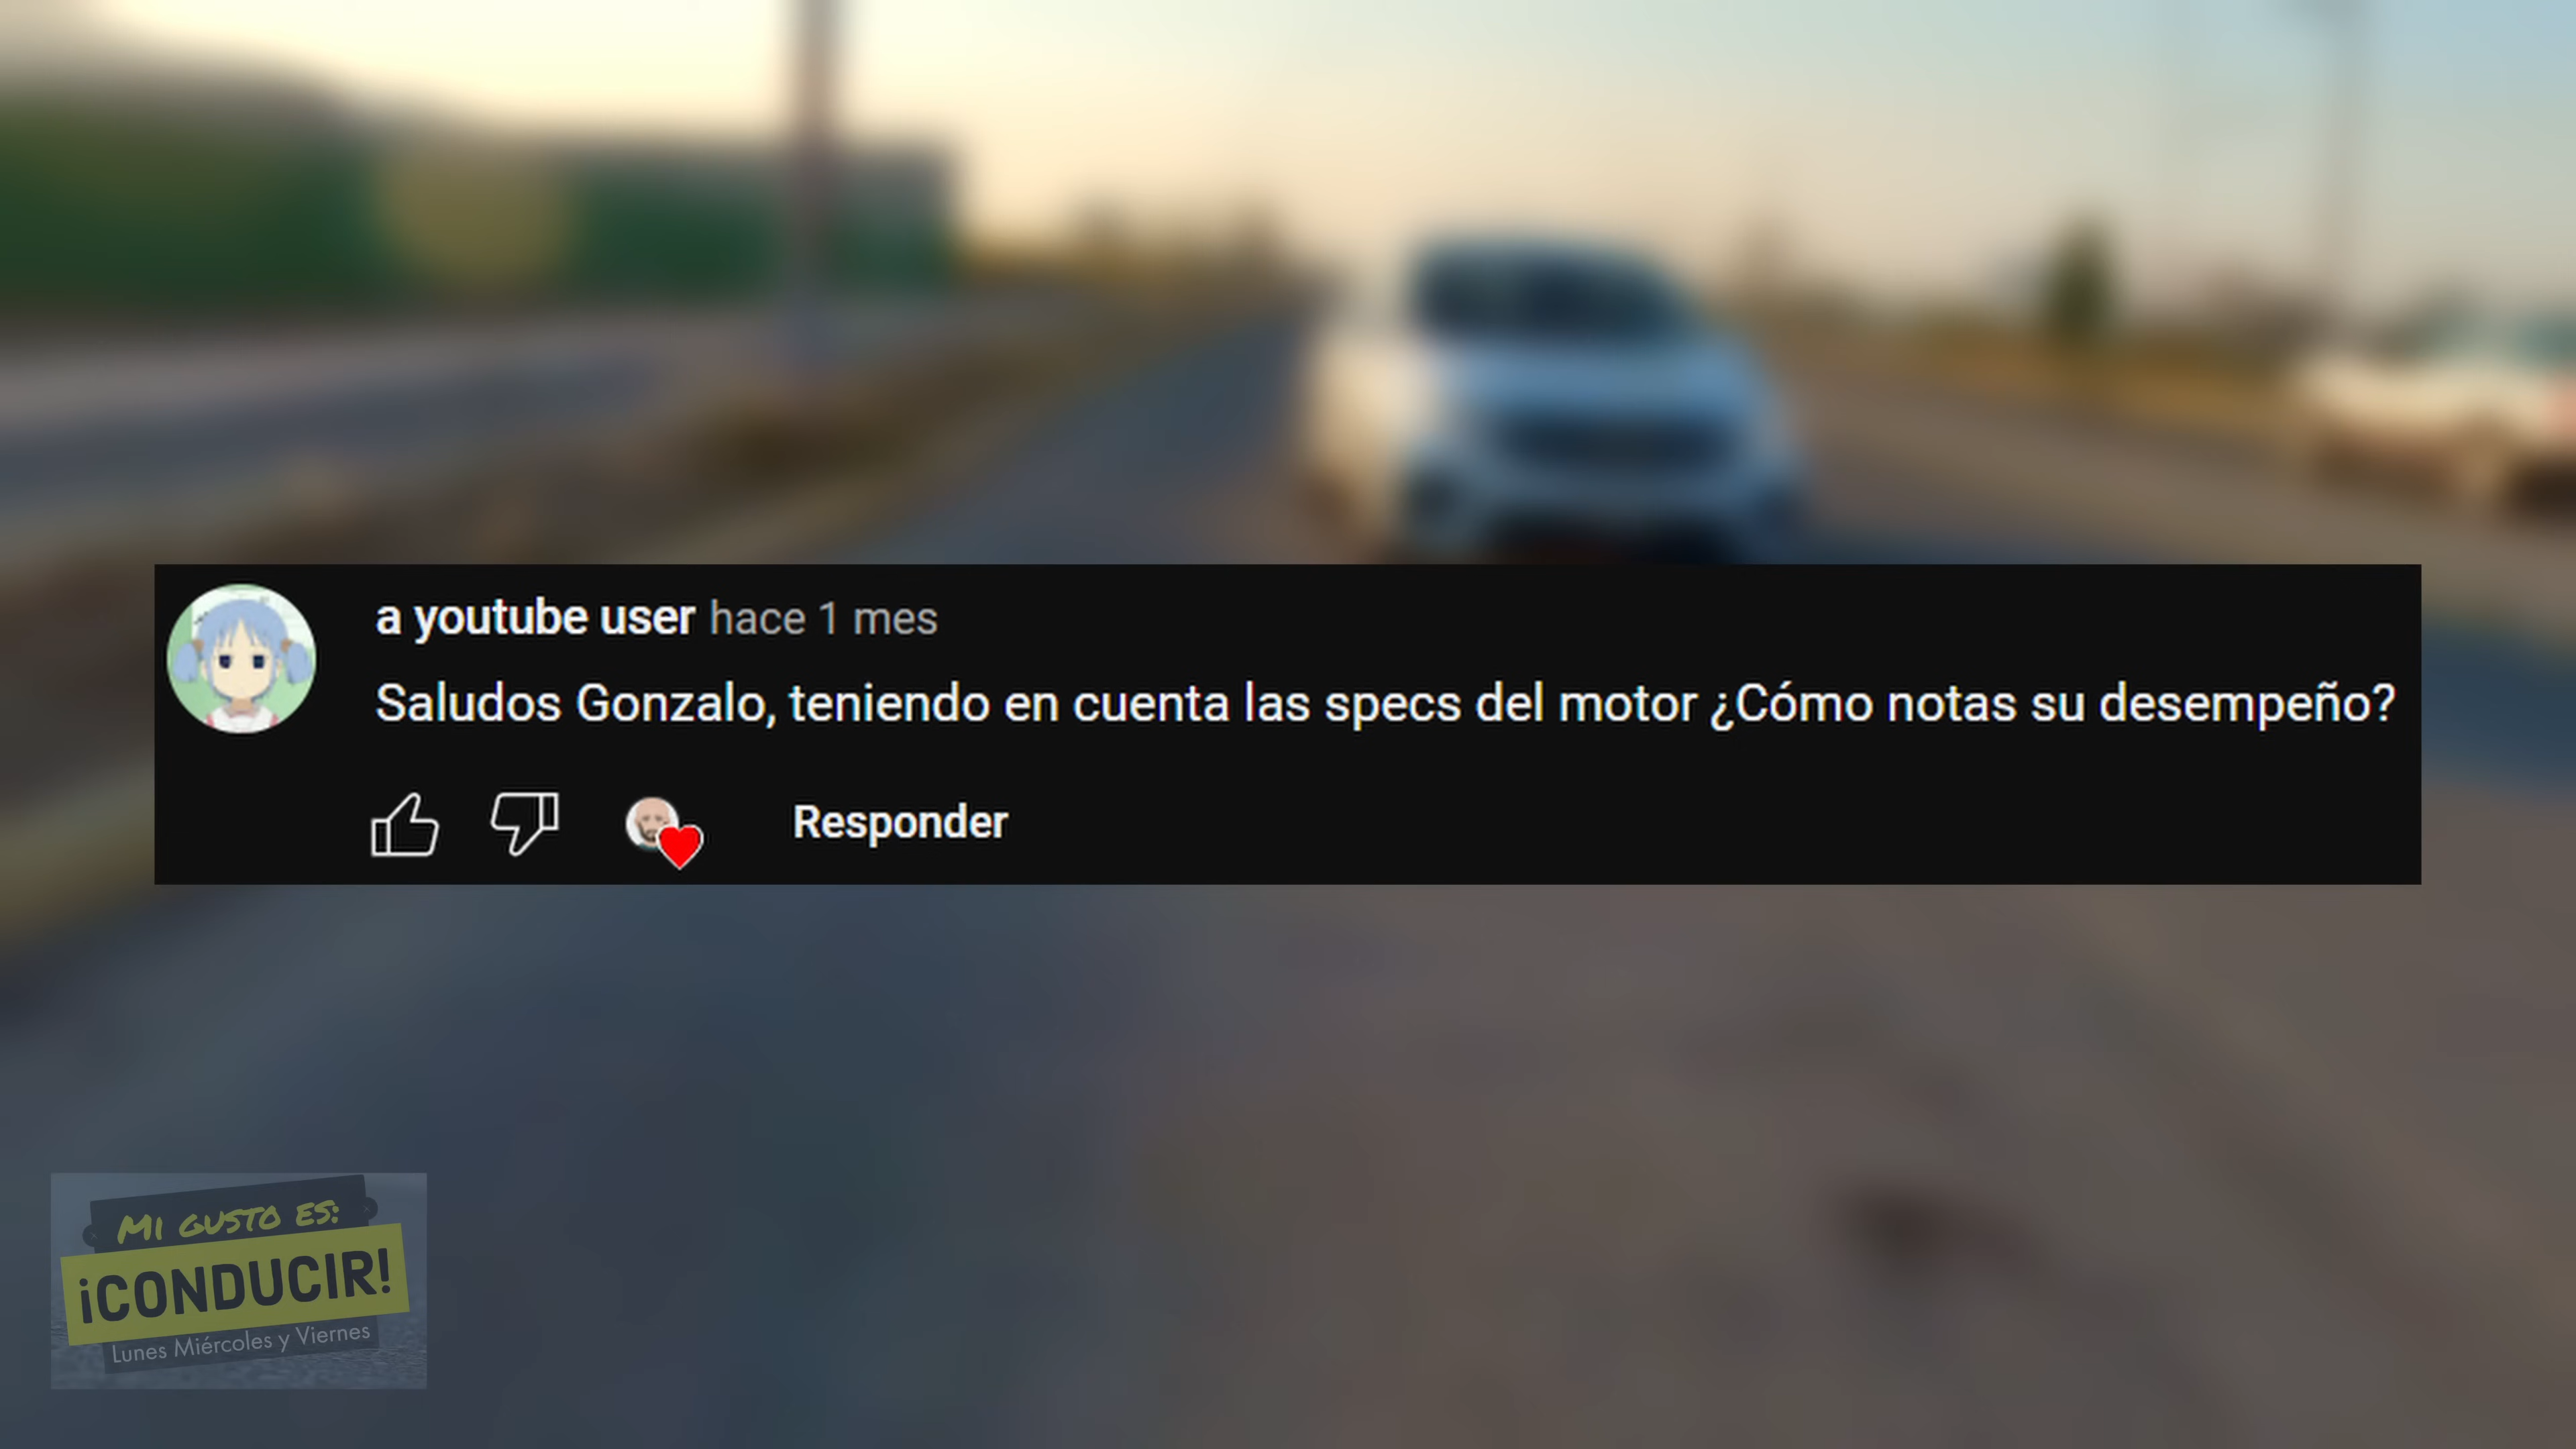 a youtube user hace 1 mes
Saludos Gonzalo, teniendo en cuenta las specs del motor ¿Cómo notas su desempeño?
Responder
MI GUSTO ES:
¡CONDUCIR!
Lunes Miércoles y Viernes